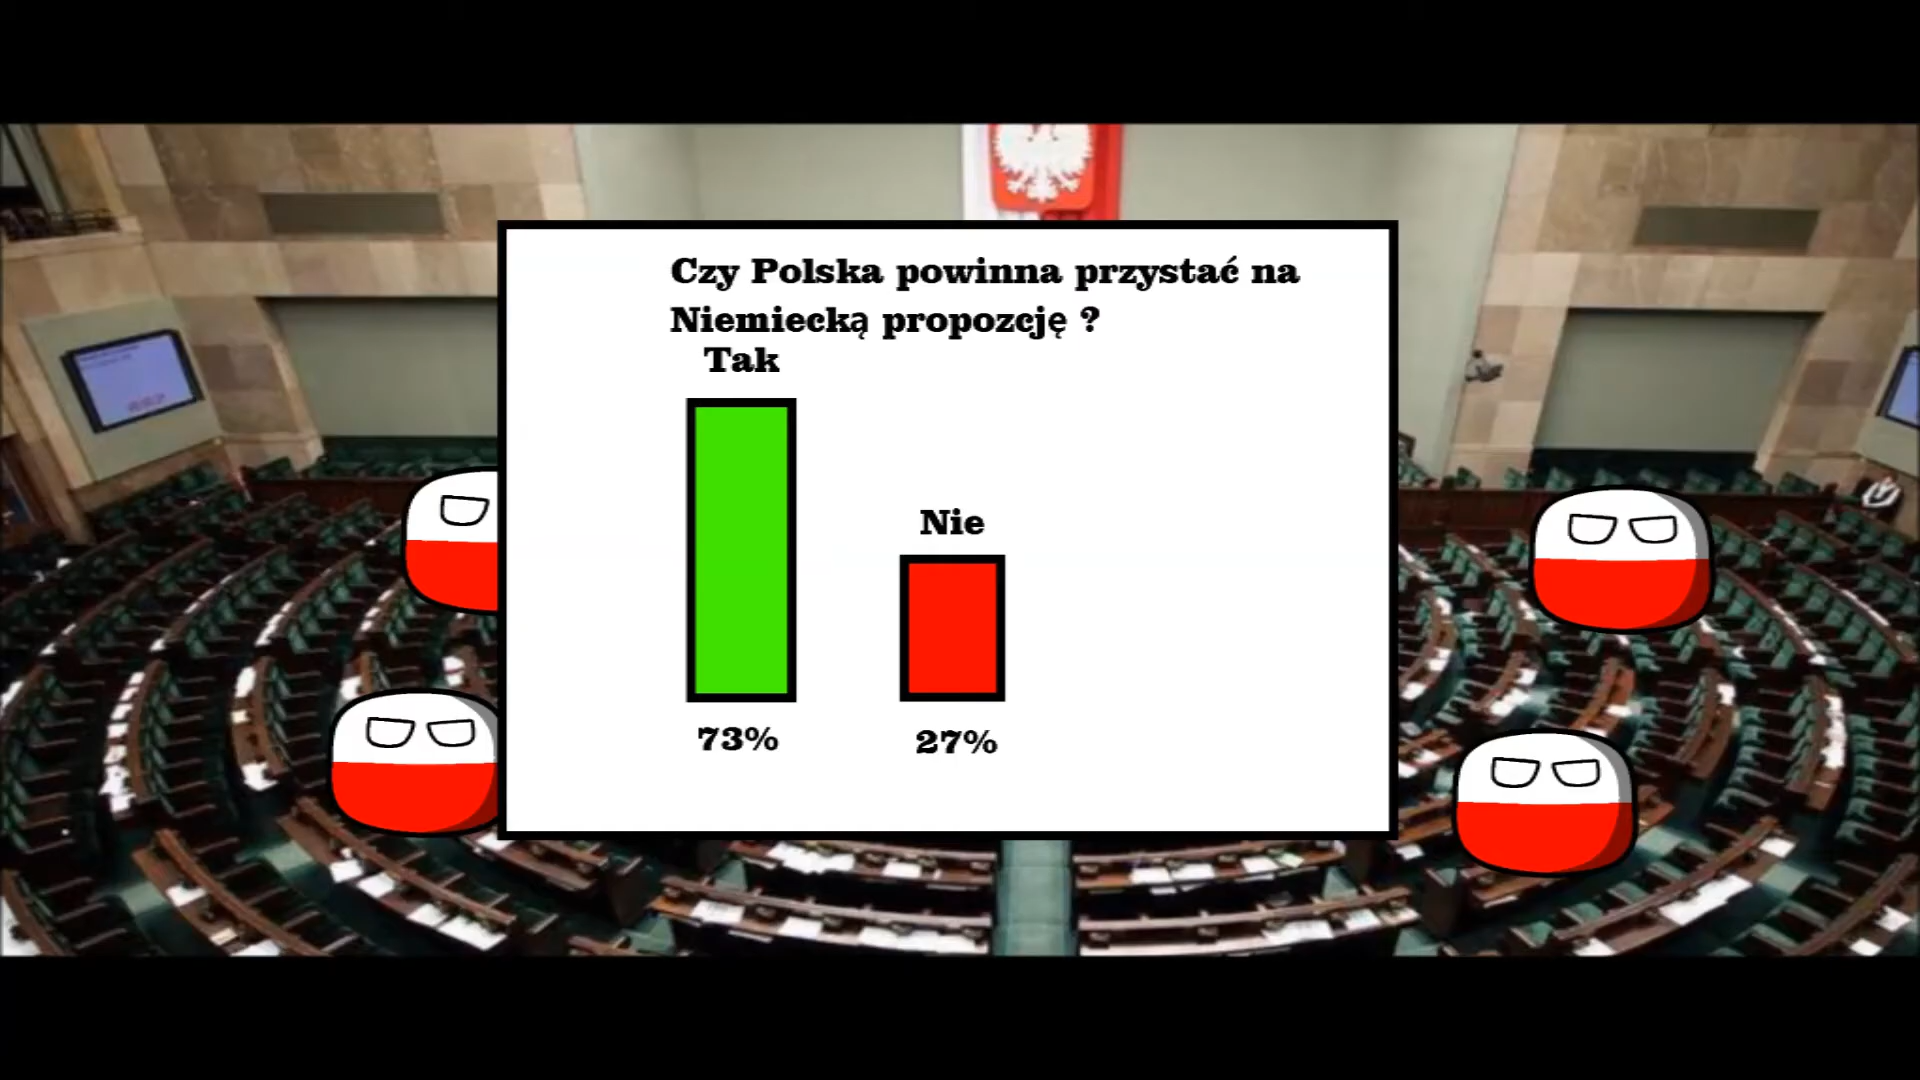 Czy Polska powinna przystać na
Niemiecką propozcję ?
Tak
Nie
73%
27%